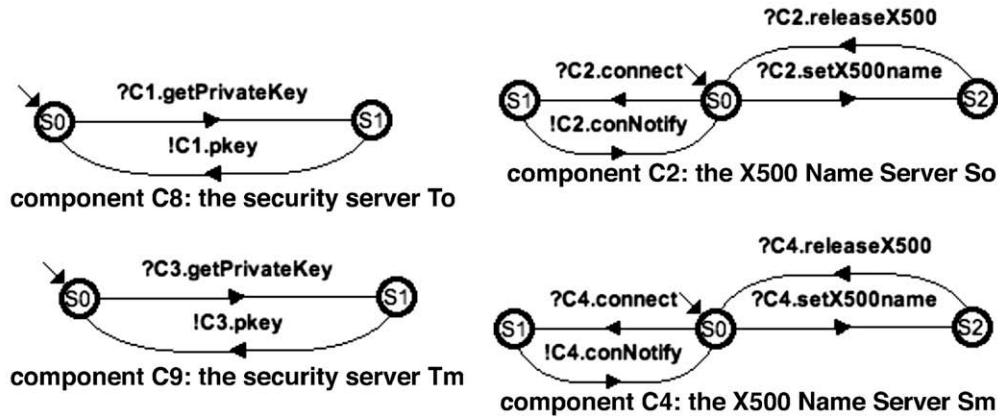 ?C1.getPrivateKey
S0
S1
!C1.pkey
component C8: the security server To
?C2.releaseX500
?C2.connect
?C2.setX500name
S1
S0
S2
!C2.conNotify
component C2: the X500 Name Server So
?C3.getPrivateKey
S0
S1
!C3.pkey
component C9: the security server Tm
?C4.releaseX500
?C4.connect
?C4.setX500name
S1
S0
S2
!C4.conNotify
component C4: the X500 Name Server Sm